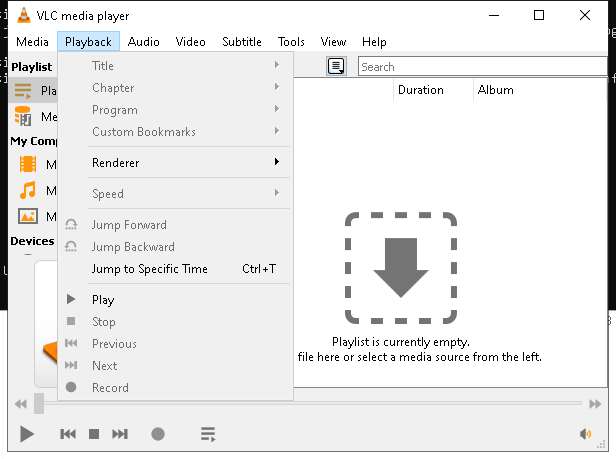 VLC media player
Media Playback Audio Video Subtitle Tools View Help
Playlist
Search
Pla
Duration Album
Me
My Comp
M
M
M
Devices
Title
Chapter
Program
Custom Bookmarks
Renderer
Speed
Jump Forward
Jump Backward
Jump to Specific Time Ctrl+T
Play
Stop
Previous
Next
Record
Playlist is currently empty.
file here or select a media source from the left.